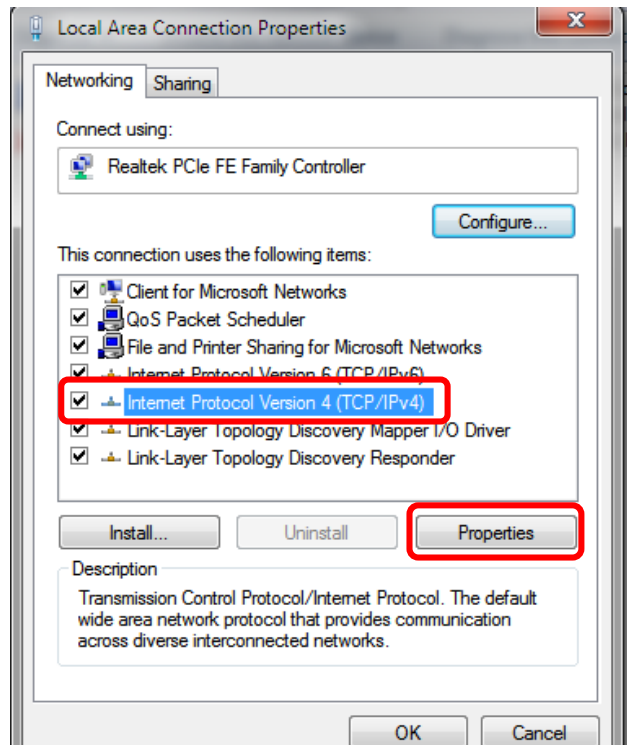 Local Area Connection Properties
Networking
Sharing
Connect using:
Realtek PCIe FE Family Controller
Configure...
This connection uses the following items:
Client for Microsoft Networks
QoS Packet Scheduler
File and Printer Sharing for Microsoft Networks
Internet Protocol Version 6 (TCP/IPv6)
Internet Protocol Version 4 (TCP/IPv4)
Link-Layer Topology Discovery Mapper I/O Driver
Link-Layer Topology Discovery Responder
Install...
Uninstall
Properties
Description
Transmission Control Protocol/Internet Protocol. The default
wide area network protocol that provides communication
across diverse interconnected networks.
OK
Cancel